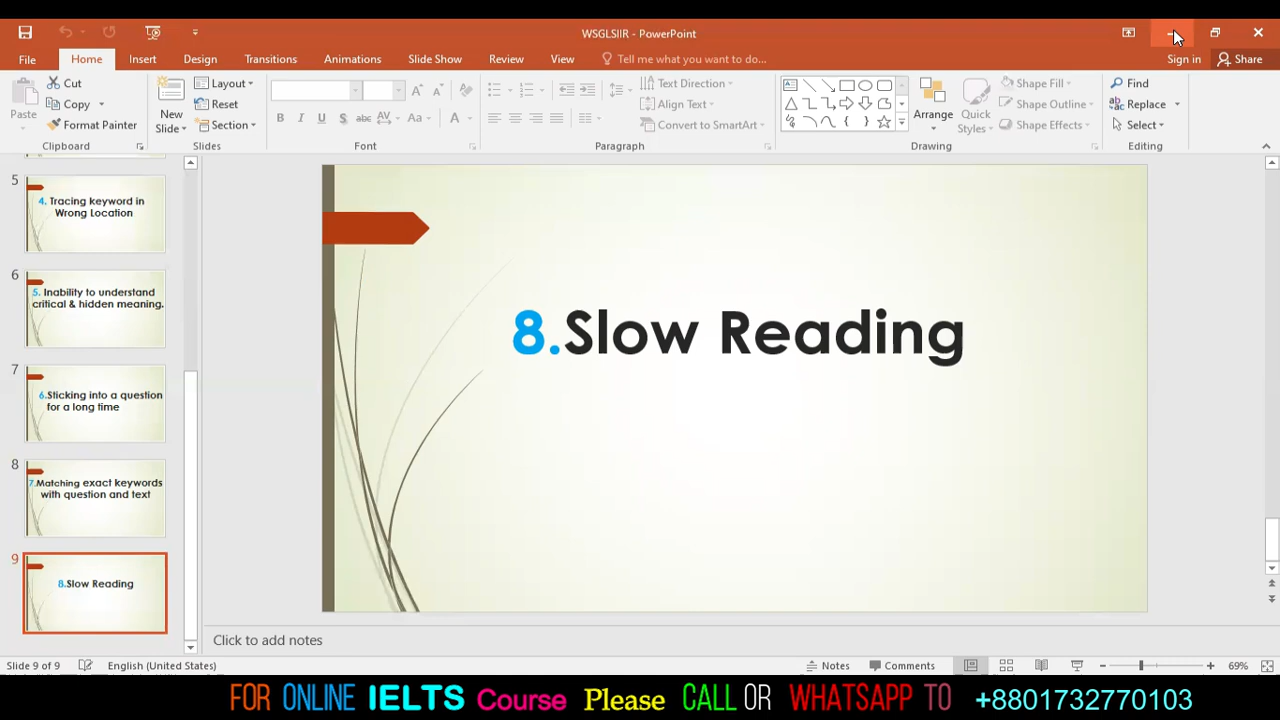 WSGLSIIR - PowerPoint
File Home Insert Design Transitions Animations Slide Show Review View Tell me what you want to do... Sign in Share
Paste Cut Copy Format Painter
Clipboard
New Slide Layout Reset Section
Slides
B I U S abc AV Aa A
Font
Text Direction Align Text Convert to SmartArt
Paragraph
Arrange Quick Styles Shape Fill Shape Outline Shape Effects
Drawing
Find Replace Select
Editing
5
4. Tracing keyword in
Wrong Location
6
5. Inability to understand
critical & hidden meaning.
7
6.Sticking into a question
for a long time
8
7.Matching exact keywords
with question and text
9
8.Slow Reading
8.Slow Reading
Click to add notes
Slide 9 of 9 English (United States) Notes Comments 69%
FOR ONLINE IELTS Course Please CALL OR WHATSAPP TO +8801732770103